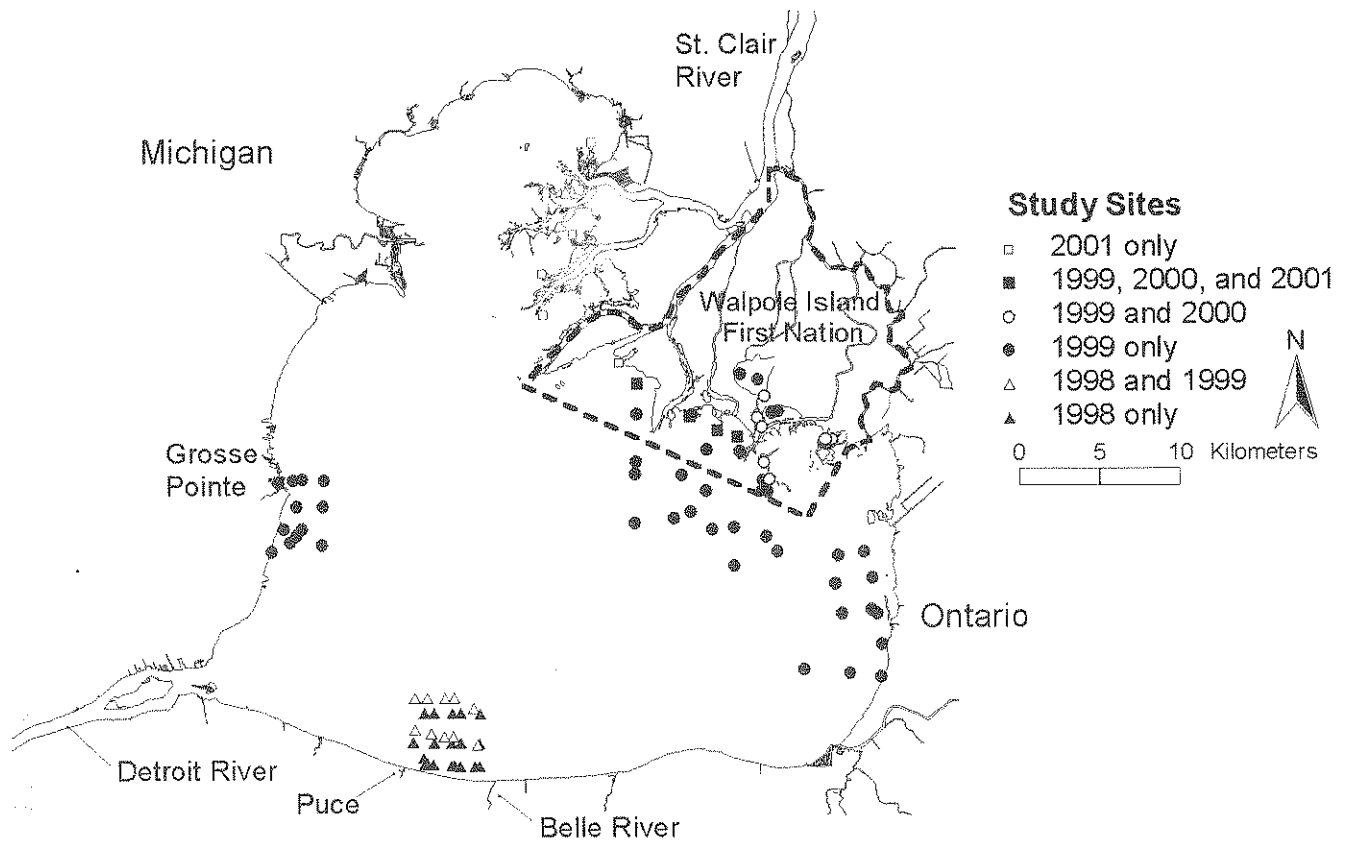 St. Clair
River
Michigan
Study Sites
2001 only
1999, 2000, and 2001
1999 and 2000
1999 only
1998 and 1999
1998 only
N
0 5 10 Kilometers
Walpole Island
First Nation
Grosse
Pointe
Ontario
Detroit River
Puce
Belle River